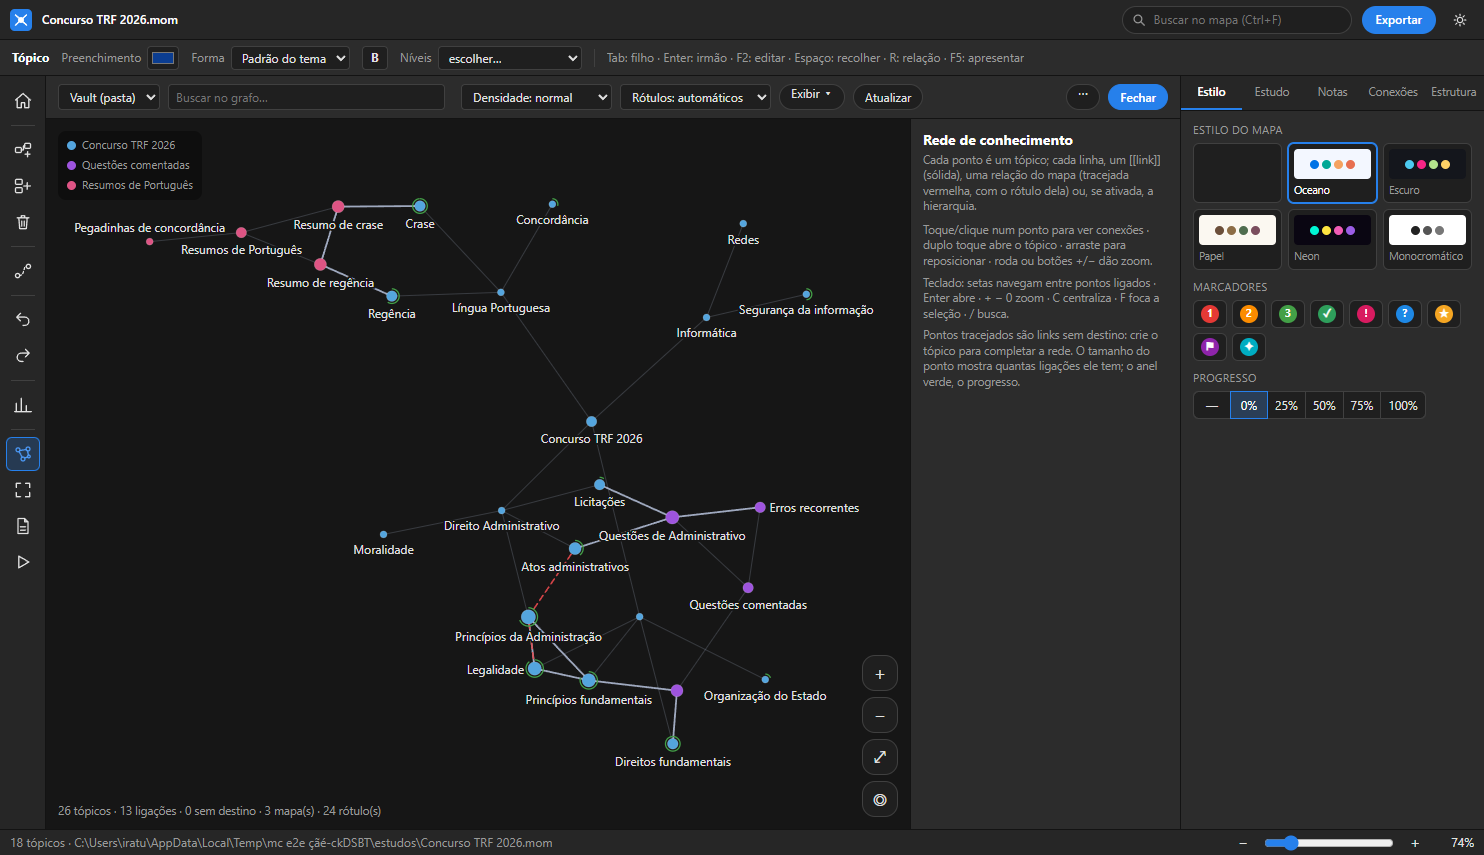 Concurso TRF 2026.mom
Buscar no mapa (Ctrl+F)
Exportar
Tópico
Preenchimento
Forma
Padrão do tema
B
Níveis
escolher...
Tab: filho · Enter: irmão · F2: editar · Espaço: recolher · R: relação · F5: apresentar
Vault (pasta)
Buscar no grafo...
Densidade: normal
Rótulos: automáticos
Exibir
Atualizar
...
Fechar
Concurso TRF 2026
Questões comentadas
Resumos de Português
Pegadinhas de concordância
Resumo de crase
Crase
Concordância
Resumos de Português
Redes
Resumo de regência
Regência
Língua Portuguesa
Segurança da informação
Informática
Concurso TRF 2026
Licitações
Erros recorrentes
Direito Administrativo
Questões de Administrativo
Moralidade
Atos administrativos
Questões comentadas
Princípios da Administração
Legalidade
Princípios fundamentais
Organização do Estado
Direitos fundamentais
26 tópicos · 13 ligações · 0 sem destino · 3 mapa(s) · 24 rótulo(s)
+
−
Rede de conhecimento
Cada ponto é um tópico; cada linha, um [[link]]
(sólida), uma relação do mapa (tracejada
vermelha, com o rótulo dela) ou, se ativada, a
hierarquia.
Toque/clique num ponto para ver conexões ·
duplo toque abre o tópico · arraste para
reposicionar · roda ou botões +/− dão zoom.
Teclado: setas navegam entre pontos ligados ·
Enter abre · + − 0 zoom · C centraliza · F foca a
seleção · / busca.
Pontos tracejados são links sem destino: crie o
tópico para completar a rede. O tamanho do
ponto mostra quantas ligações ele tem; o anel
verde, o progresso.
Estilo
Estudo
Notas
Conexões
Estrutura
ESTILO DO MAPA
Oceano
Escuro
Papel
Neon
Monocromático
MARCADORES
1
2
3
!
?
PROGRESSO
—
0%
25%
50%
75%
100%
18 tópicos · C:\Users\iratu\AppData\Local\Temp\mc e2e çãé-ckDSBT\estudos\Concurso TRF 2026.mom
−
+
74%